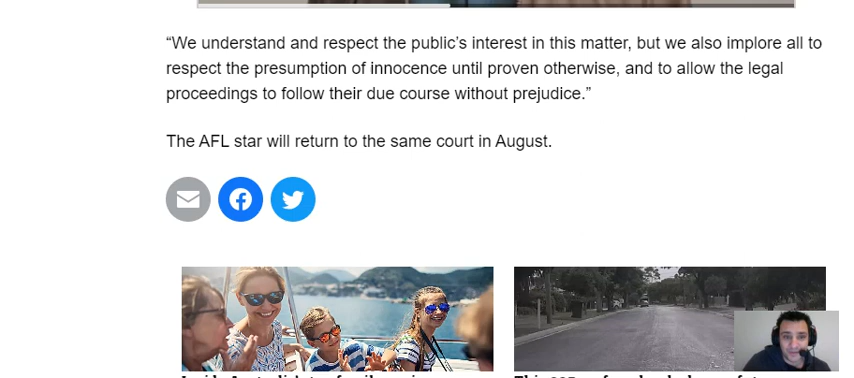 “We understand and respect the public’s interest in this matter, but we also implore all to
respect the presumption of innocence until proven otherwise, and to allow the legal
proceedings to follow their due course without prejudice.”
The AFL star will return to the same court in August.